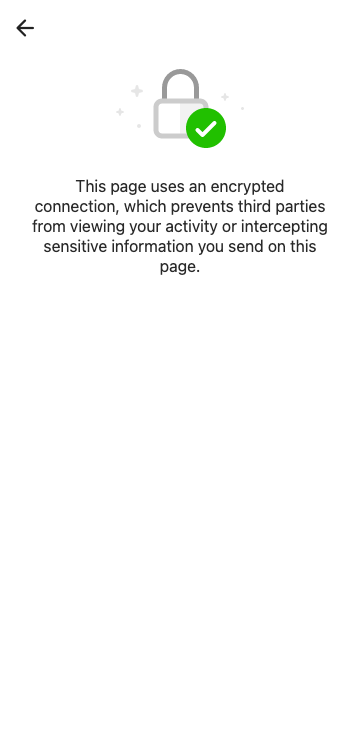 This page uses an encrypted
connection, which prevents third parties
from viewing your activity or intercepting
sensitive information you send on this
page.